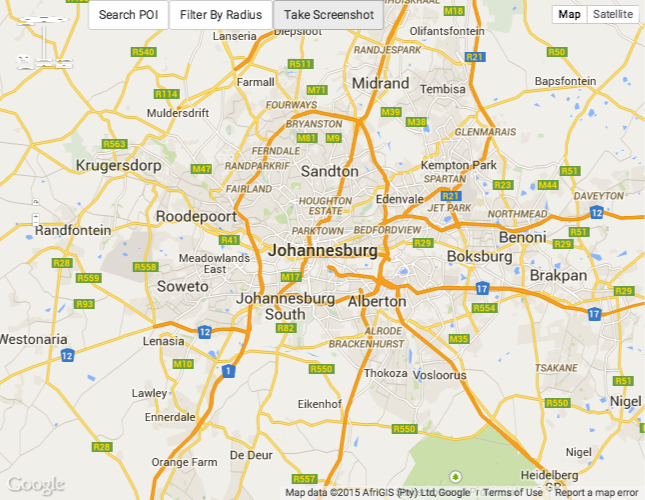 KHUISKRAAL
Search POI
Filter By Radius
Take Screenshot
Map
Satellite
M18
Diepsloot
Olifantsfontein
Lanseria
R540
RANDJESPARK
R21
R50
R511
Farmall
Midrand
Bapsfontein
R114
M71
Tembisa
FOURWAYS
Muldersdrift
M39
BRYANSTON
M38
M81
M9
GLENMARAIS
R563
FERNDALE
Krugersdorp
M47
RANDPARKRIF
Sandton
Kempton Park
R51
SPARTAN
R23
M44
FAIRLAND
R21
DAVEYTON
HOUGHTON
ESTATE
Edenvale
JET PARK
NORTHMEAD
12
Roodepoort
Randfontein
PARKTOWN
BEDFORDVIEW
R51
R41
R29
Benoni
R29
Johannesburg
Meadowlands
East
Boksburg
R28
R558
R559
M17
Brakpan
Soweto
17
R29
R93
Johannesburg
South
Alberton
R554
17
R82
12
ALRODE
Westonaria
Lenasia
BRACKENHURST
M35
12
M10
1
R550
TSAKANE
Thokoza
Vosloorus
R51
Lawley
Eikenhof
R550
Nigel
Ennerdale
R550
R28
De Deur
Nigel
Orange Farm
Heidelberg
R557
Google
Map data ©2015 AfriGIS (Pty) Ltd, Google
Terms of Use
Report a map error